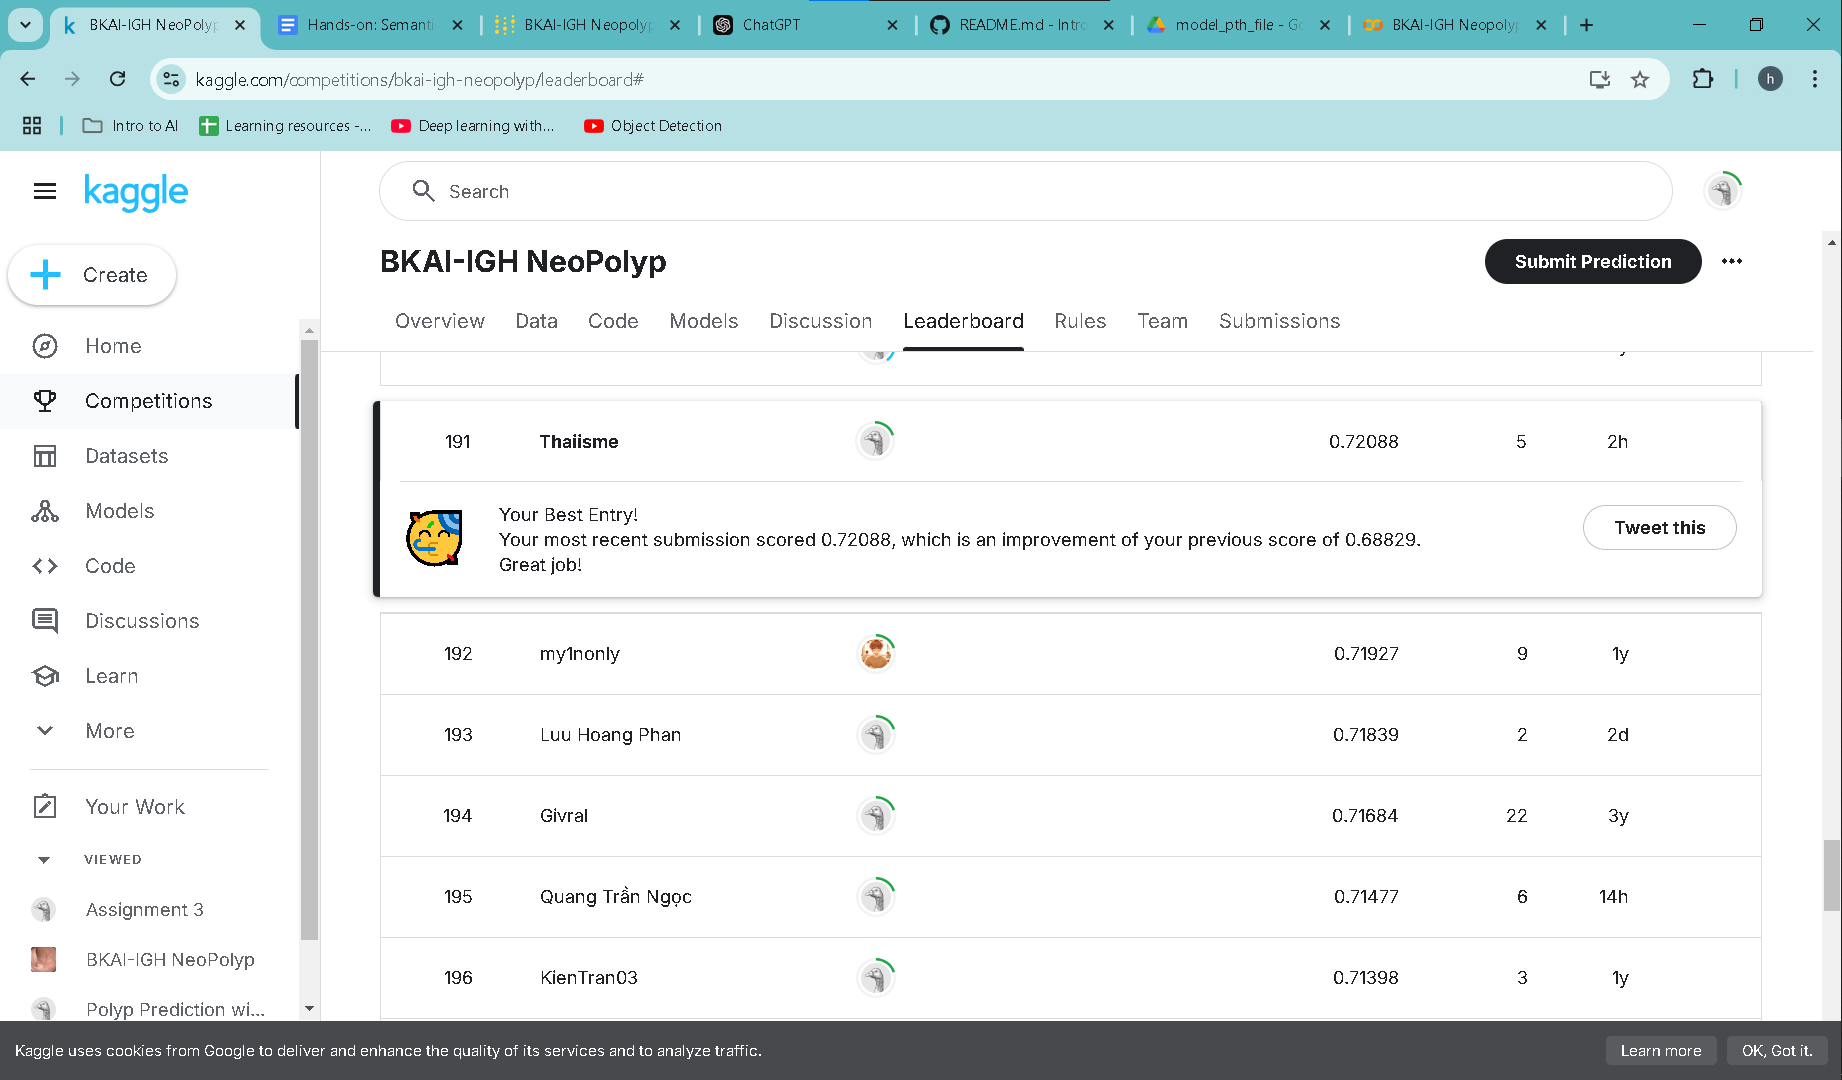 BKAI-IGH NeoPolyp
Hands-on: Semanti
BKAI-IGH Neopolyp
ChatGPT
README.md - Intro
model_pth_file - Go
BKAI-IGH Neopolyp
kaggle.com/competitions/bkai-igh-neopolyp/leaderboard#
h
Intro to AI
Learning resources -...
Deep learning with...
Object Detection
kaggle
Search
Create
Home
Competitions
Datasets
Models
Code
Discussions
Learn
More
Your Work
VIEWED
Assignment 3
BKAI-IGH NeoPolyp
Polyp Prediction wi...
BKAI-IGH NeoPolyp
Submit Prediction
Overview Data Code Models Discussion Leaderboard Rules Team Submissions
191 Thaiisme 0.72088 5 2h
Your Best Entry!
Your most recent submission scored 0.72088, which is an improvement of your previous score of 0.68829.
Great job!
Tweet this
192 my1nonly 0.71927 9 1y
193 Luu Hoang Phan 0.71839 2 2d
194 Givral 0.71684 22 3y
195 Quang Trần Ngọc 0.71477 6 14h
196 KienTran03 0.71398 3 1y
Kaggle uses cookies from Google to deliver and enhance the quality of its services and to analyze traffic.
Learn more
OK, Got it.